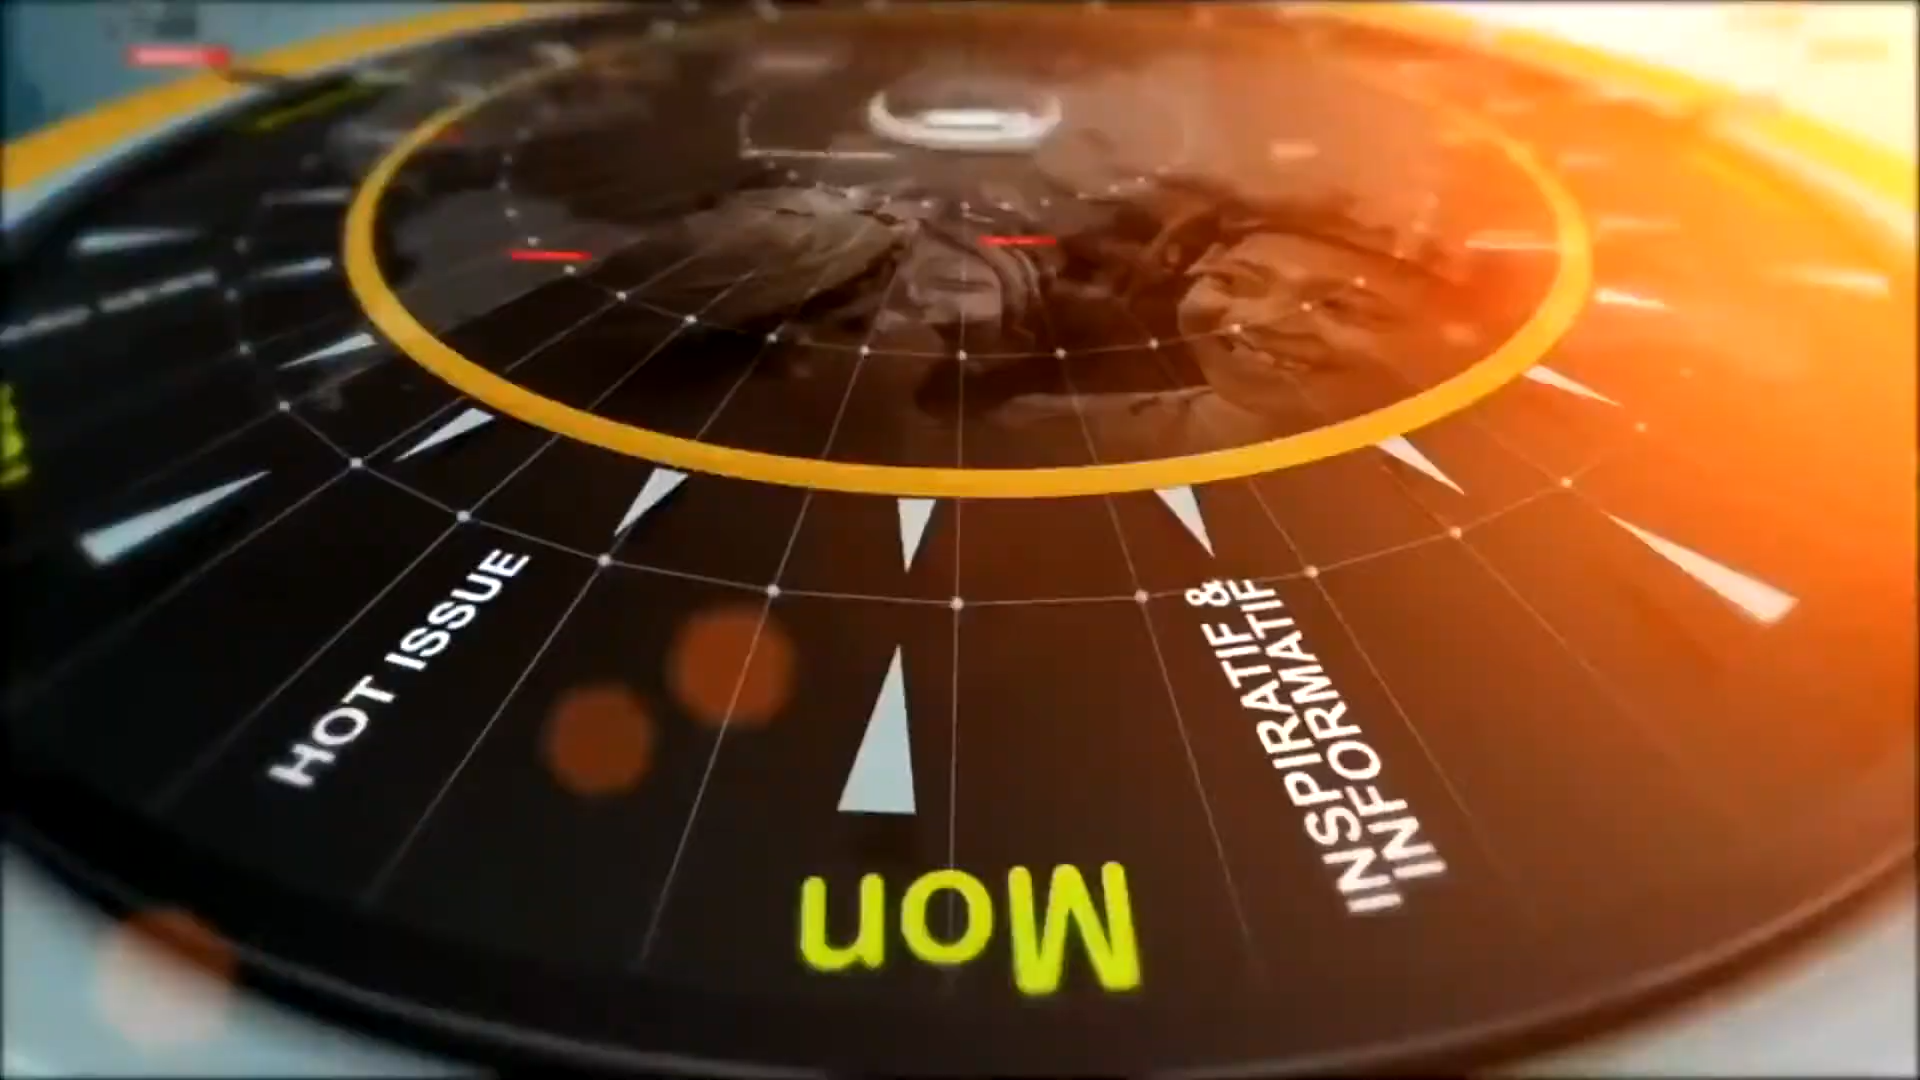 HOT ISSUE
Mon
INSPIRATIF &
INFORMATIF